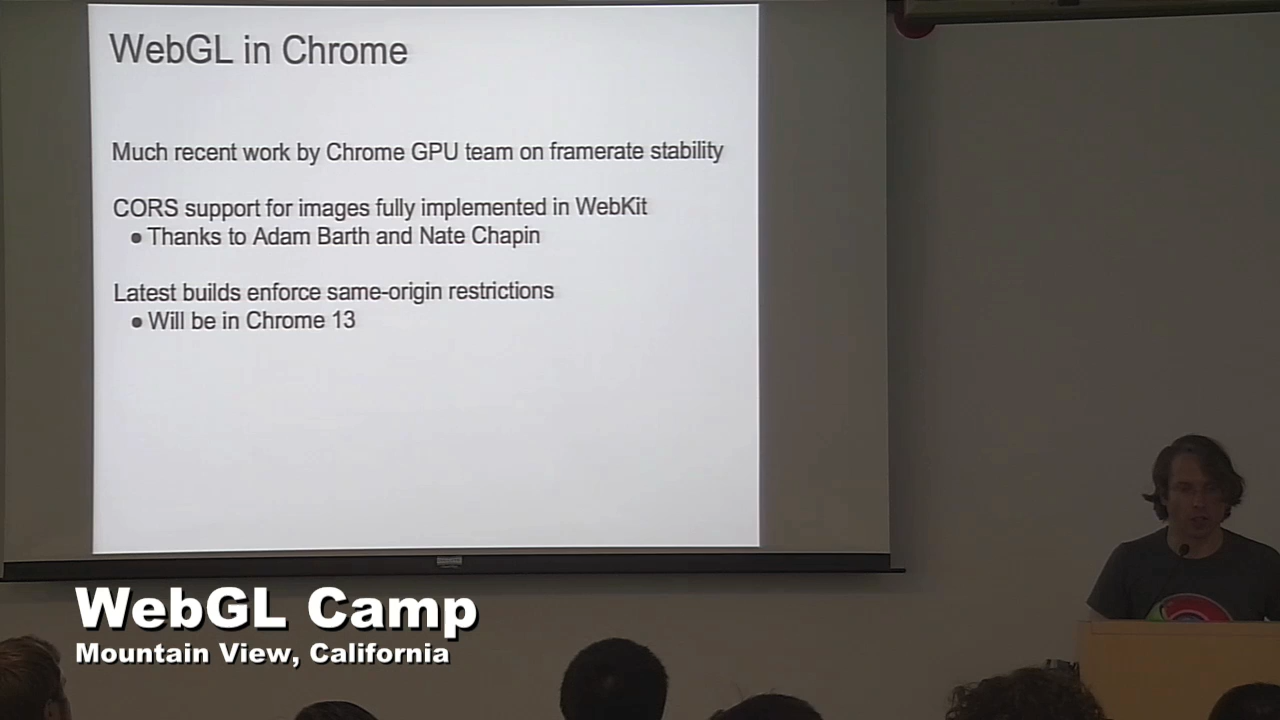 WebGL in Chrome
Much recent work by Chrome GPU team on framerate stability
CORS support for images fully implemented in WebKit
● Thanks to Adam Barth and Nate Chapin
Latest builds enforce same-origin restrictions
● Will be in Chrome 13
WebGL Camp
Mountain View, California